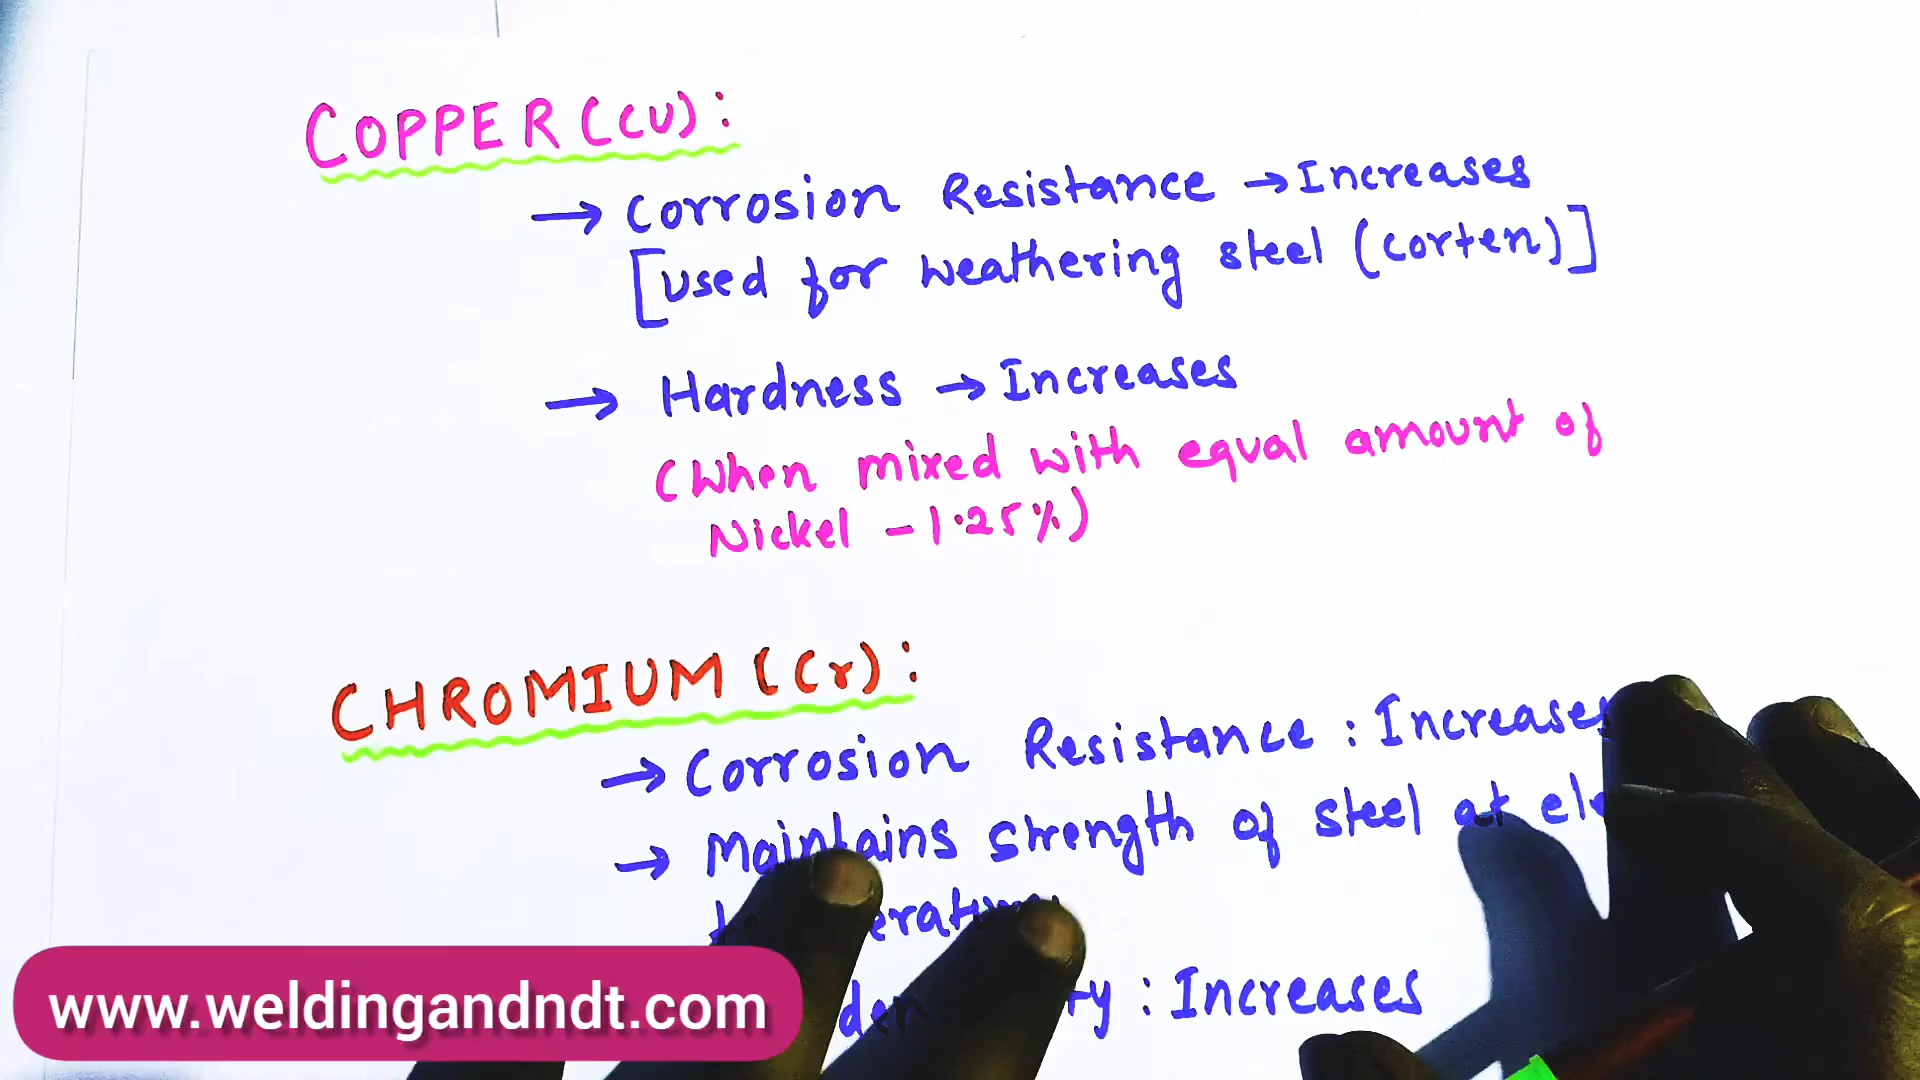 COPPER (CU) :
→ Corrosion Resistance → Increases
[used for weathering steel (corten)]
→ Hardness → Increases
(When mixed with equal amount of
Nickel - 1.25%)
CHROMIUM (Cr) :
→ Corrosion Resistance : Increases
→ Maintains strength of steel at
: Increases
www.weldingandndt.com